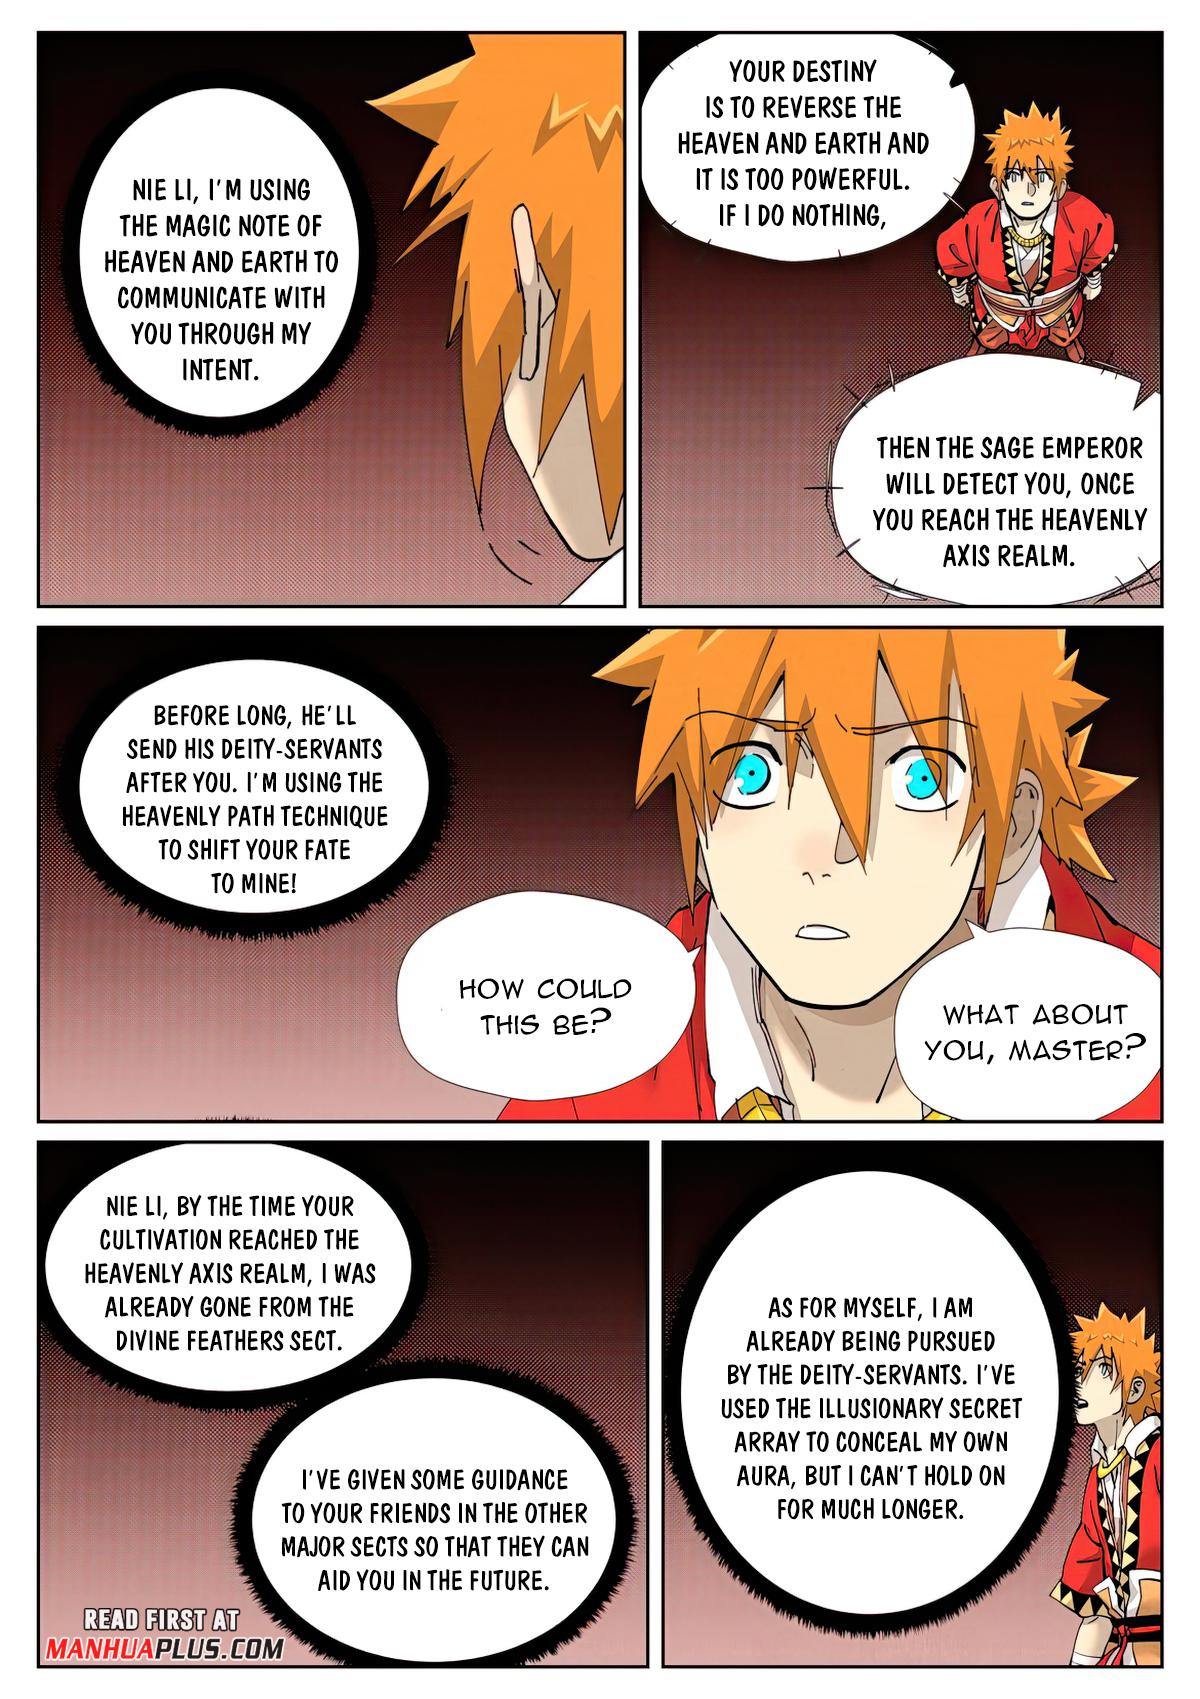 NIE LI, I'M USING
THE MAGIC NOTE OF
HEAVEN AND EARTH TO
COMMUNICATE WITH
YOU THROUGH MY
INTENT.
YOUR DESTINY
IS TO REVERSE THE
HEAVEN AND EARTH AND
IT IS TOO POWERFUL.
IF I DO NOTHING,
THEN THE SAGE EMPEROR
WILL DETECT YOU, ONCE
YOU REACH THE HEAVENLY
AXIS REALM.
BEFORE LONG, HE'LL
SEND HIS DEITY-SERVANTS
AFTER YOU. I'M USING THE
HEAVENLY PATH TECHNIQUE
TO SHIFT YOUR FATE
TO MINE!
HOW COULD
THIS BE?
WHAT ABOUT
YOU, MASTER?
NIE LI, BY THE TIME YOUR
CULTIVATION REACHED THE
HEAVENLY AXIS REALM, I WAS
ALREADY GONE FROM THE
DIVINE FEATHERS SECT.
I'VE GIVEN SOME GUIDANCE
TO YOUR FRIENDS IN THE OTHER
MAJOR SECTS SO THAT THEY CAN
AID YOU IN THE FUTURE.
AS FOR MYSELF, I AM
ALREADY BEING PURSUED
BY THE DEITY-SERVANTS. I'VE
USED THE ILLUSIONARY SECRET
ARRAY TO CONCEAL MY OWN
AURA, BUT I CAN'T HOLD ON
FOR MUCH LONGER.
READ FIRST AT
MANHUAPLUS.COM